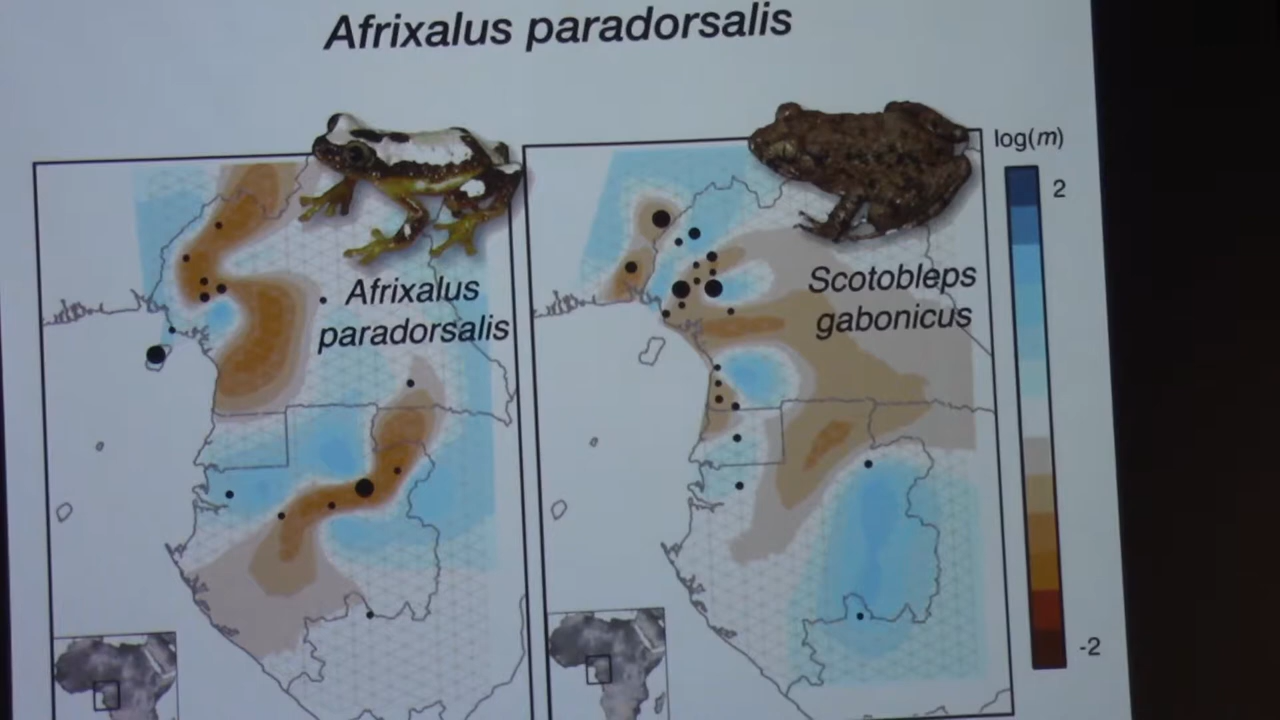 Afrixalus paradorsalis
log(m)
2
Afrixalus
paradorsalis
Scotobleps
gabonicus
-2